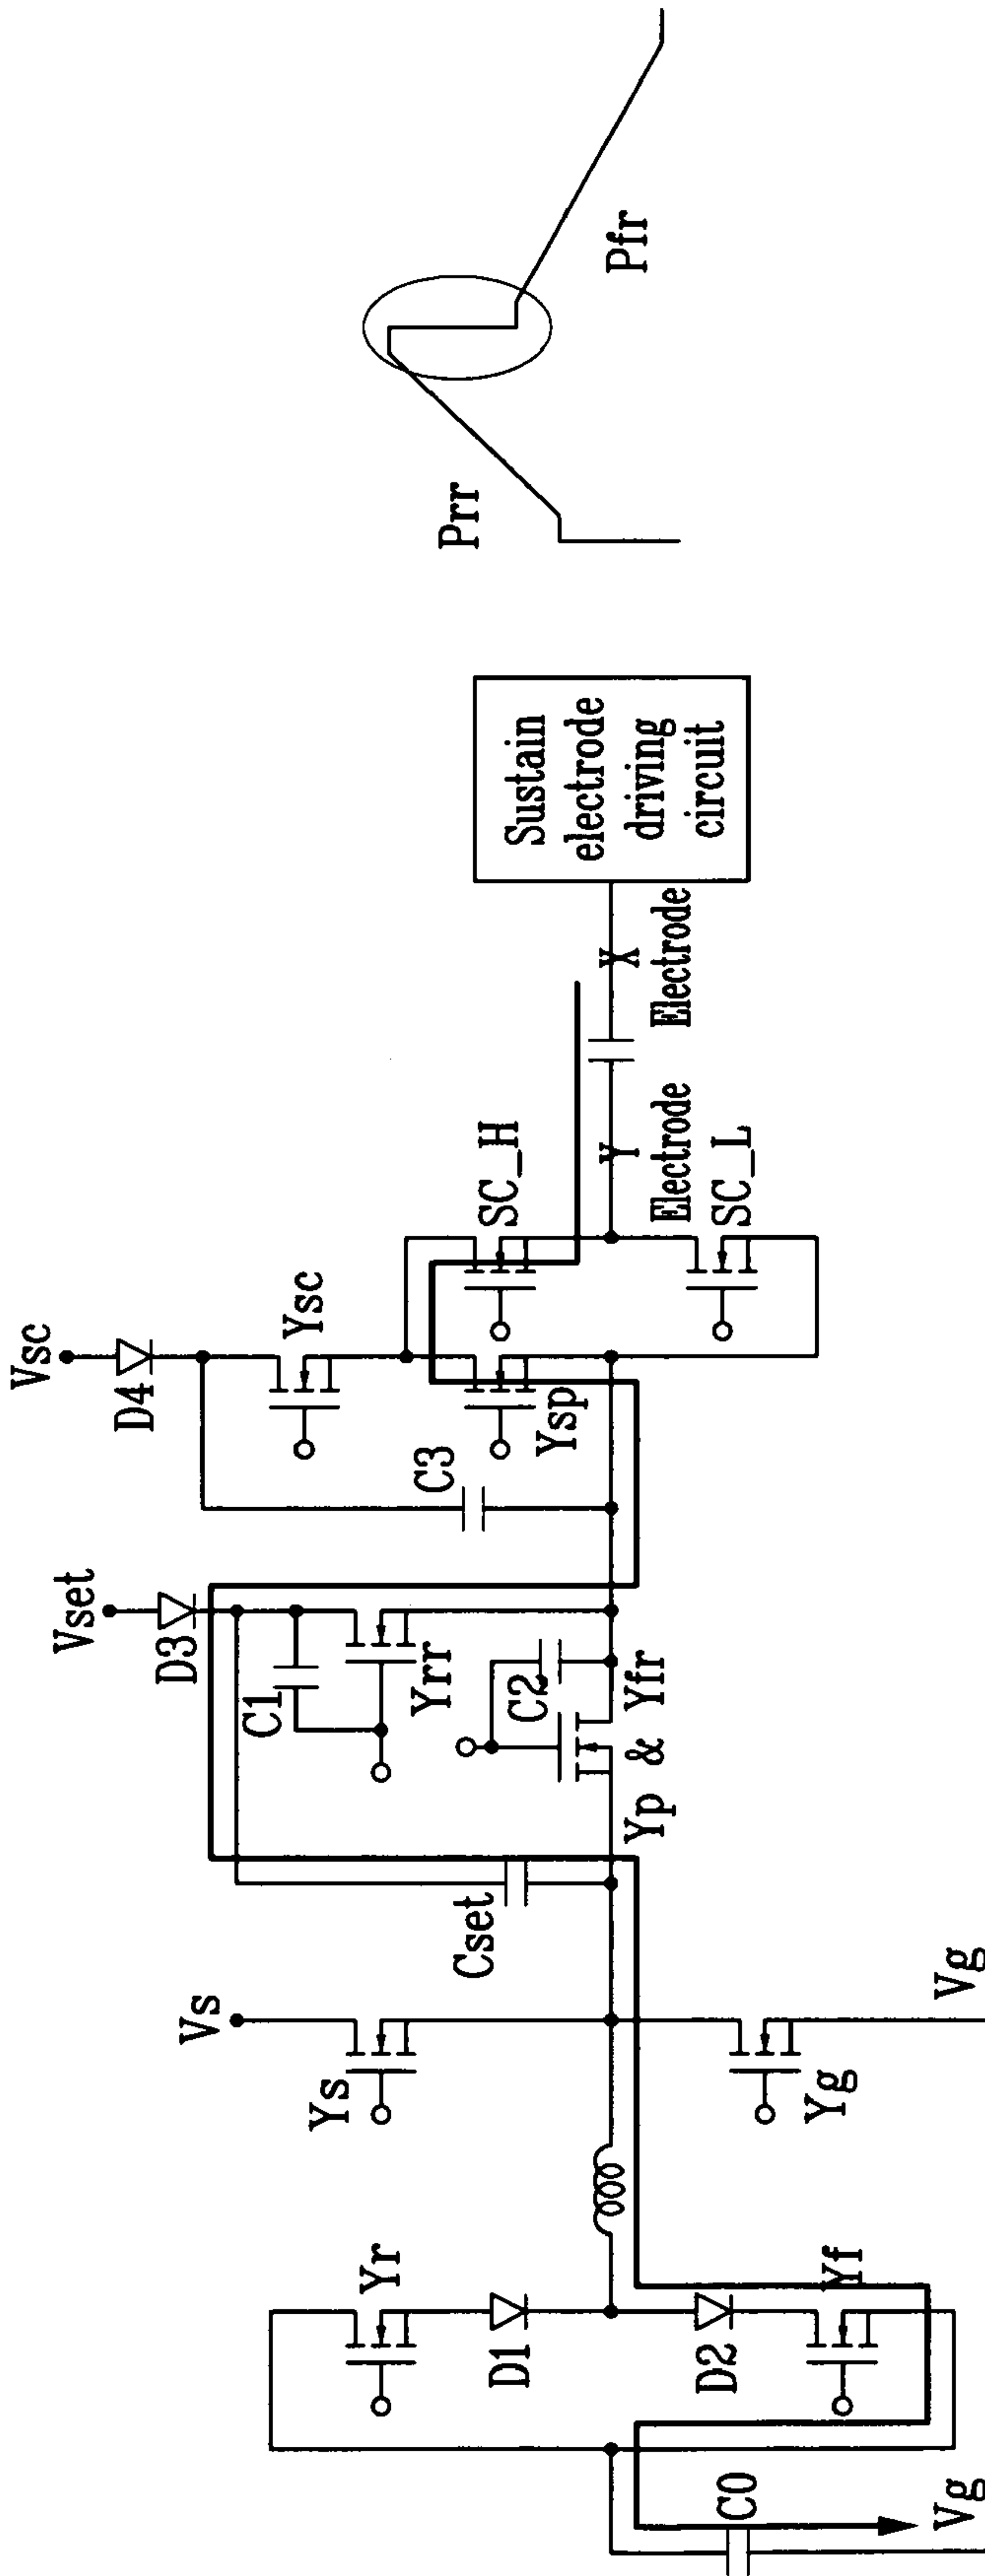 Prr
Pfr
Vsc
D4
Ysc
SC_H
C3
Ysp
Y
Electrode
X
Electrode
SC_L
Sustain
electrode
driving
circuit
Vset
D3
C1
Yrr
C2
Yp & Yfr
Cset
Vs
Ys
Yg
Vg
Yr
D1
D2
Yf
C0
Vg